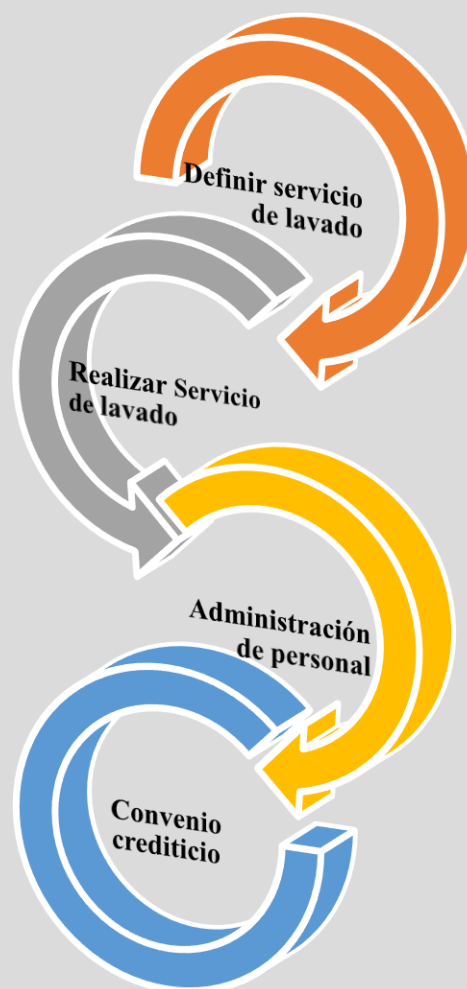 Definir servicio
de lavado
Realizar Servicio
de lavado
Administración
de personal
Convenio
crediticio